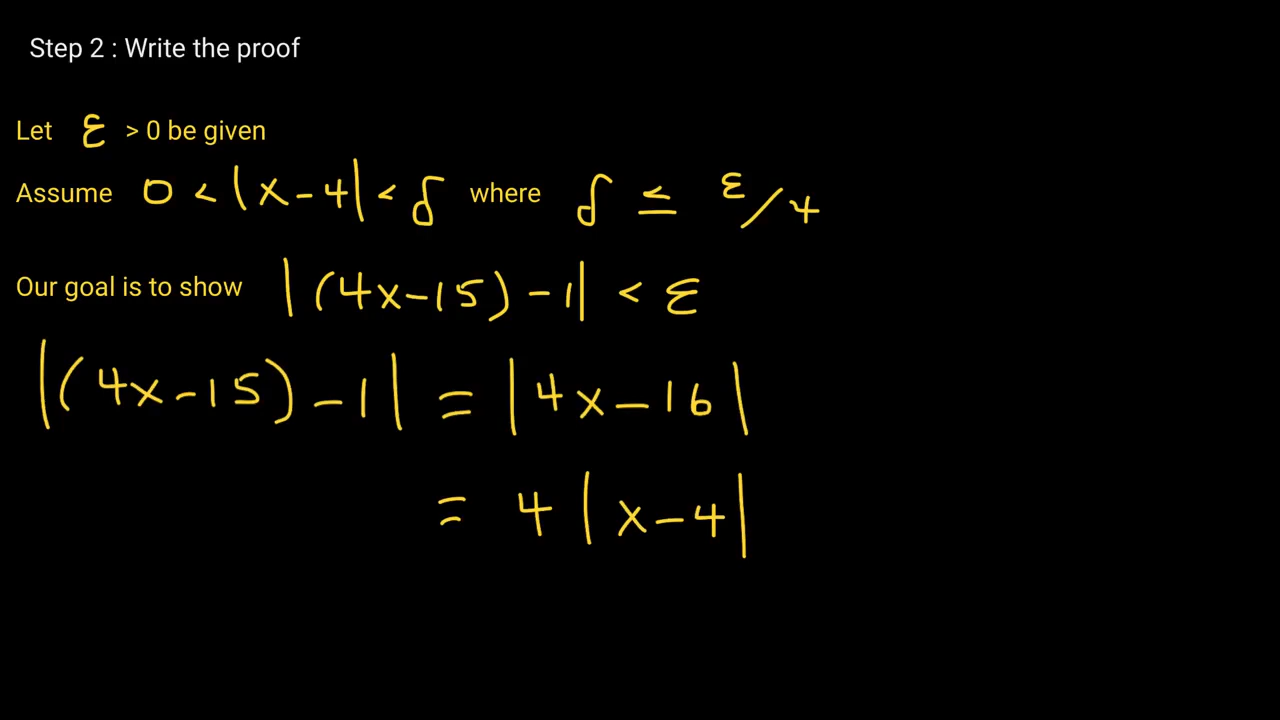 Step 2 : Write the proof
Let ε > 0 be given
Assume 0 < |x - 4| < δ where δ ≤ ε/4
Our goal is to show |(4x - 15) - 1| < ε
|(4x - 15) - 1| = |4x - 16|
= 4 |x - 4|